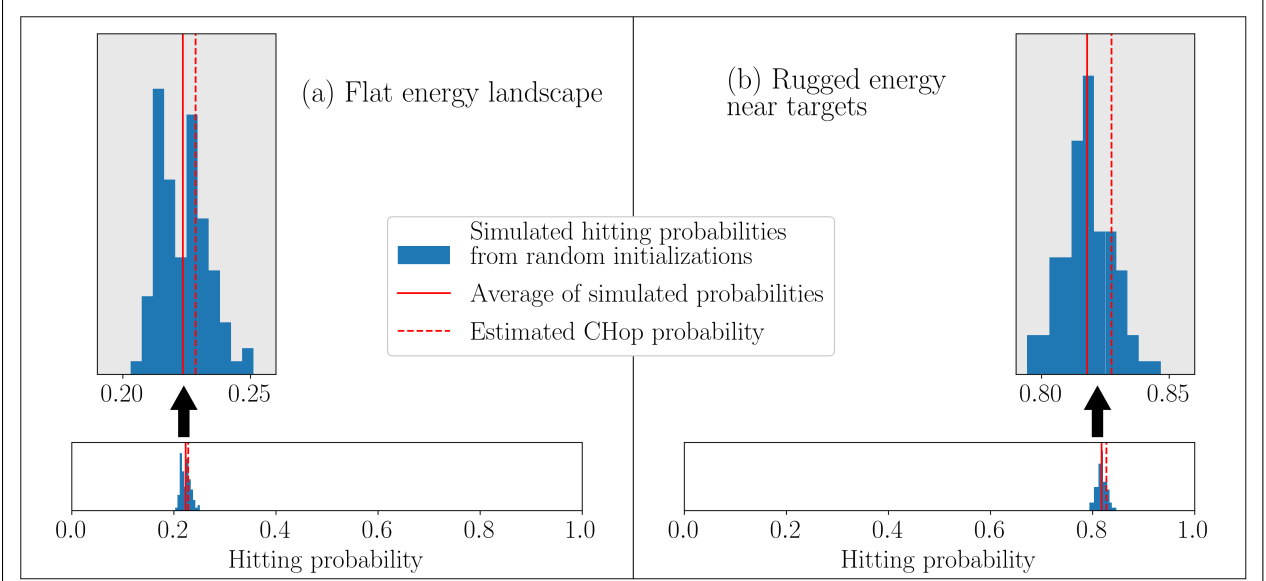 (a) Flat energy landscape
0.20 0.25
(b) Rugged energy
near targets
0.80 0.85
Simulated hitting probabilities
from random initializations
Average of simulated probabilities
Estimated CHop probability
0.0 0.2 0.4 0.6 0.8 1.0
Hitting probability
0.0 0.2 0.4 0.6 0.8 1.0
Hitting probability